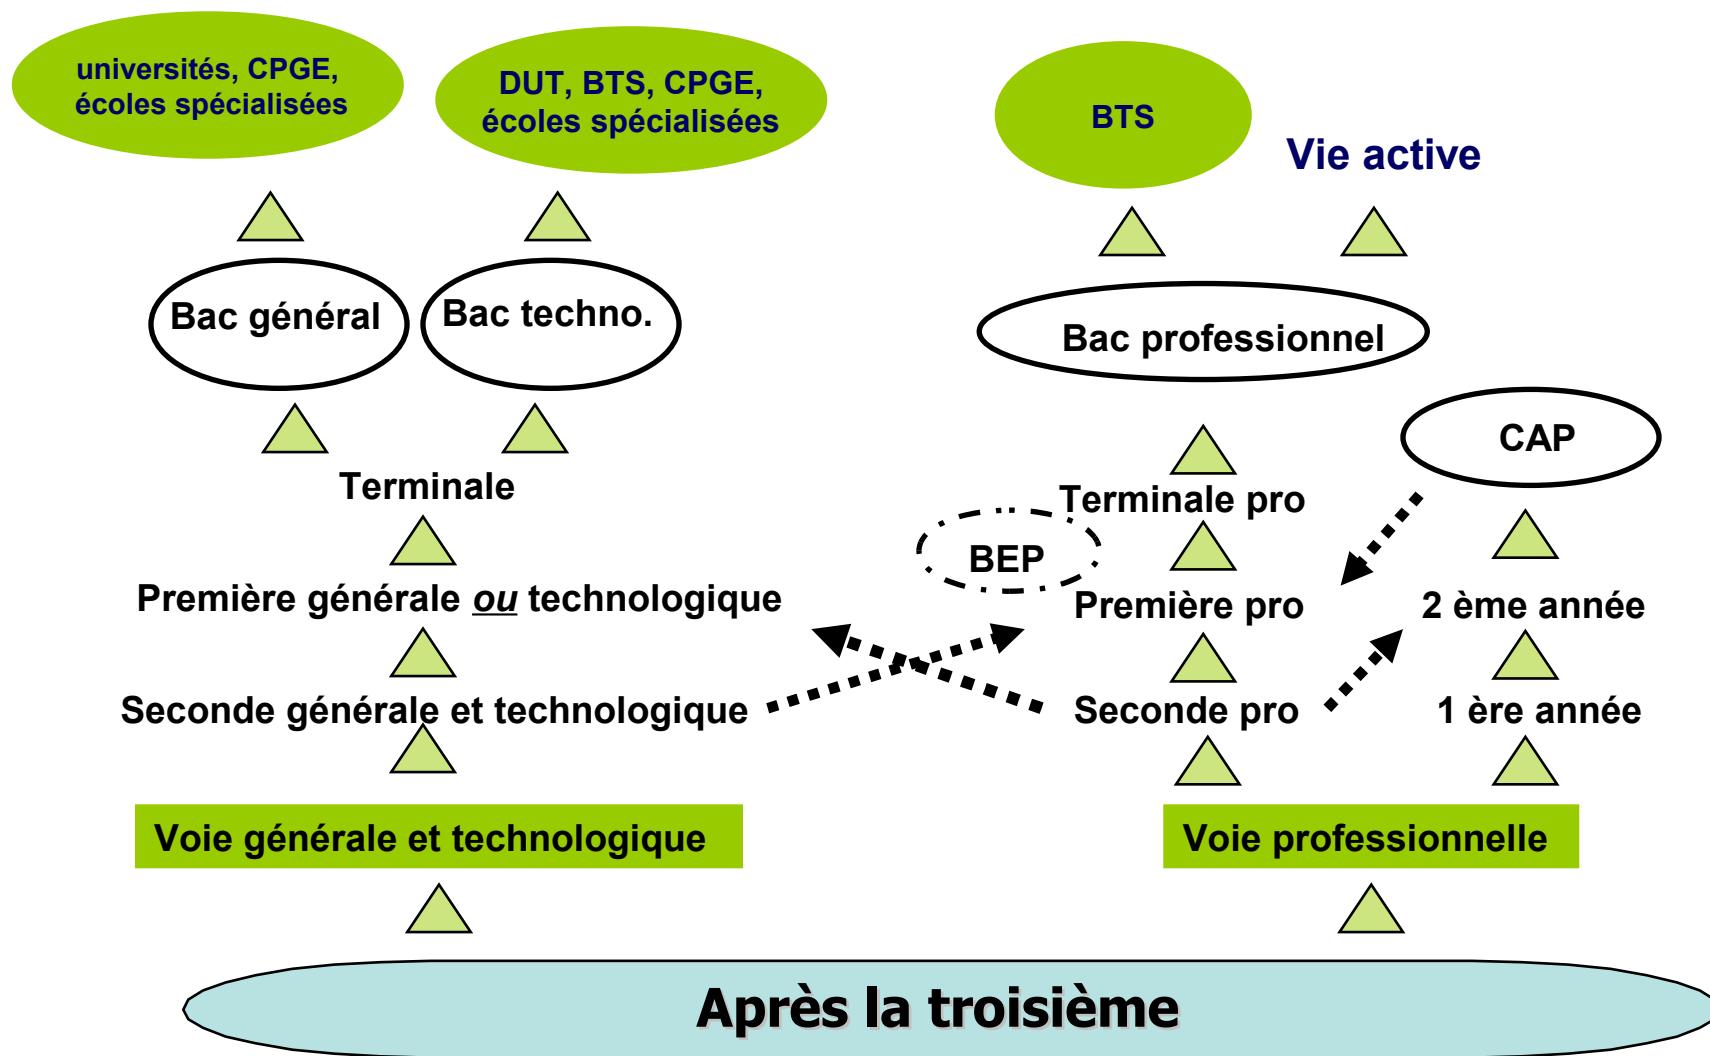 universités, CPGE,
écoles spécialisées
DUT, BTS, CPGE,
écoles spécialisées
BTS
Vie active
Bac général
Bac techno.
Bac professionnel
CAP
Terminale
Terminale pro
BEP
Première générale ou technologique
Première pro
2 ème année
Seconde générale et technologique
Seconde pro
1 ère année
Voie générale et technologique
Voie professionnelle
Après la troisième